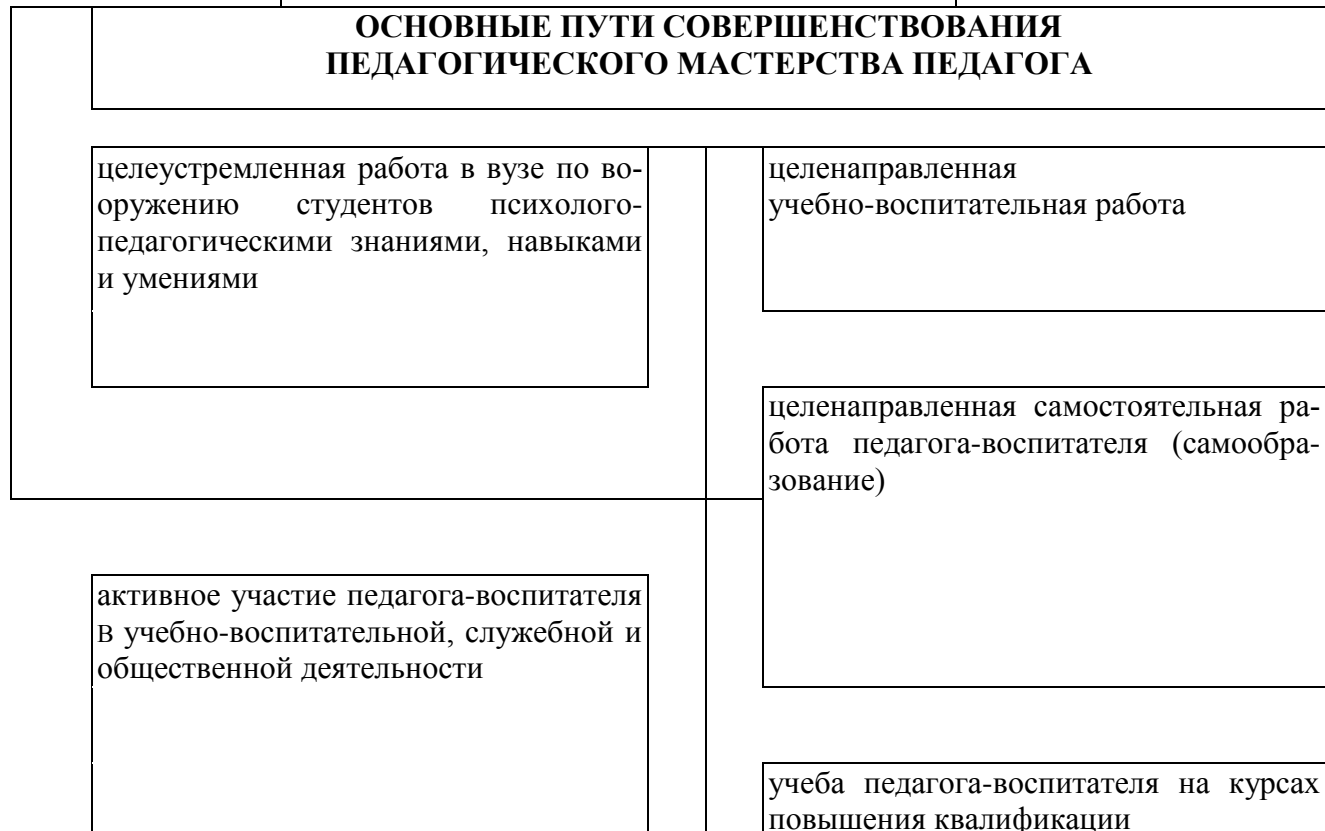 ОСНОВНЫЕ ПУТИ СОВЕРШЕНСТВОВАНИЯ
ПЕДАГОГИЧЕСКОГО МАСТЕРСТВА ПЕДАГОГА
целеустремленная работа в вузе по во-
оружению студентов психолого-
педагогическими знаниями, навыками
и умениями
целенаправленная
учебно-воспитательная работа
целенаправленная самостоятельная ра-
бота педагога-воспитателя (самообра-
зование)
активное участие педагога-воспитателя
В учебно-воспитательной, служебной и
общественной деятельности
учеба педагога-воспитателя на курсах
повышения квалификации